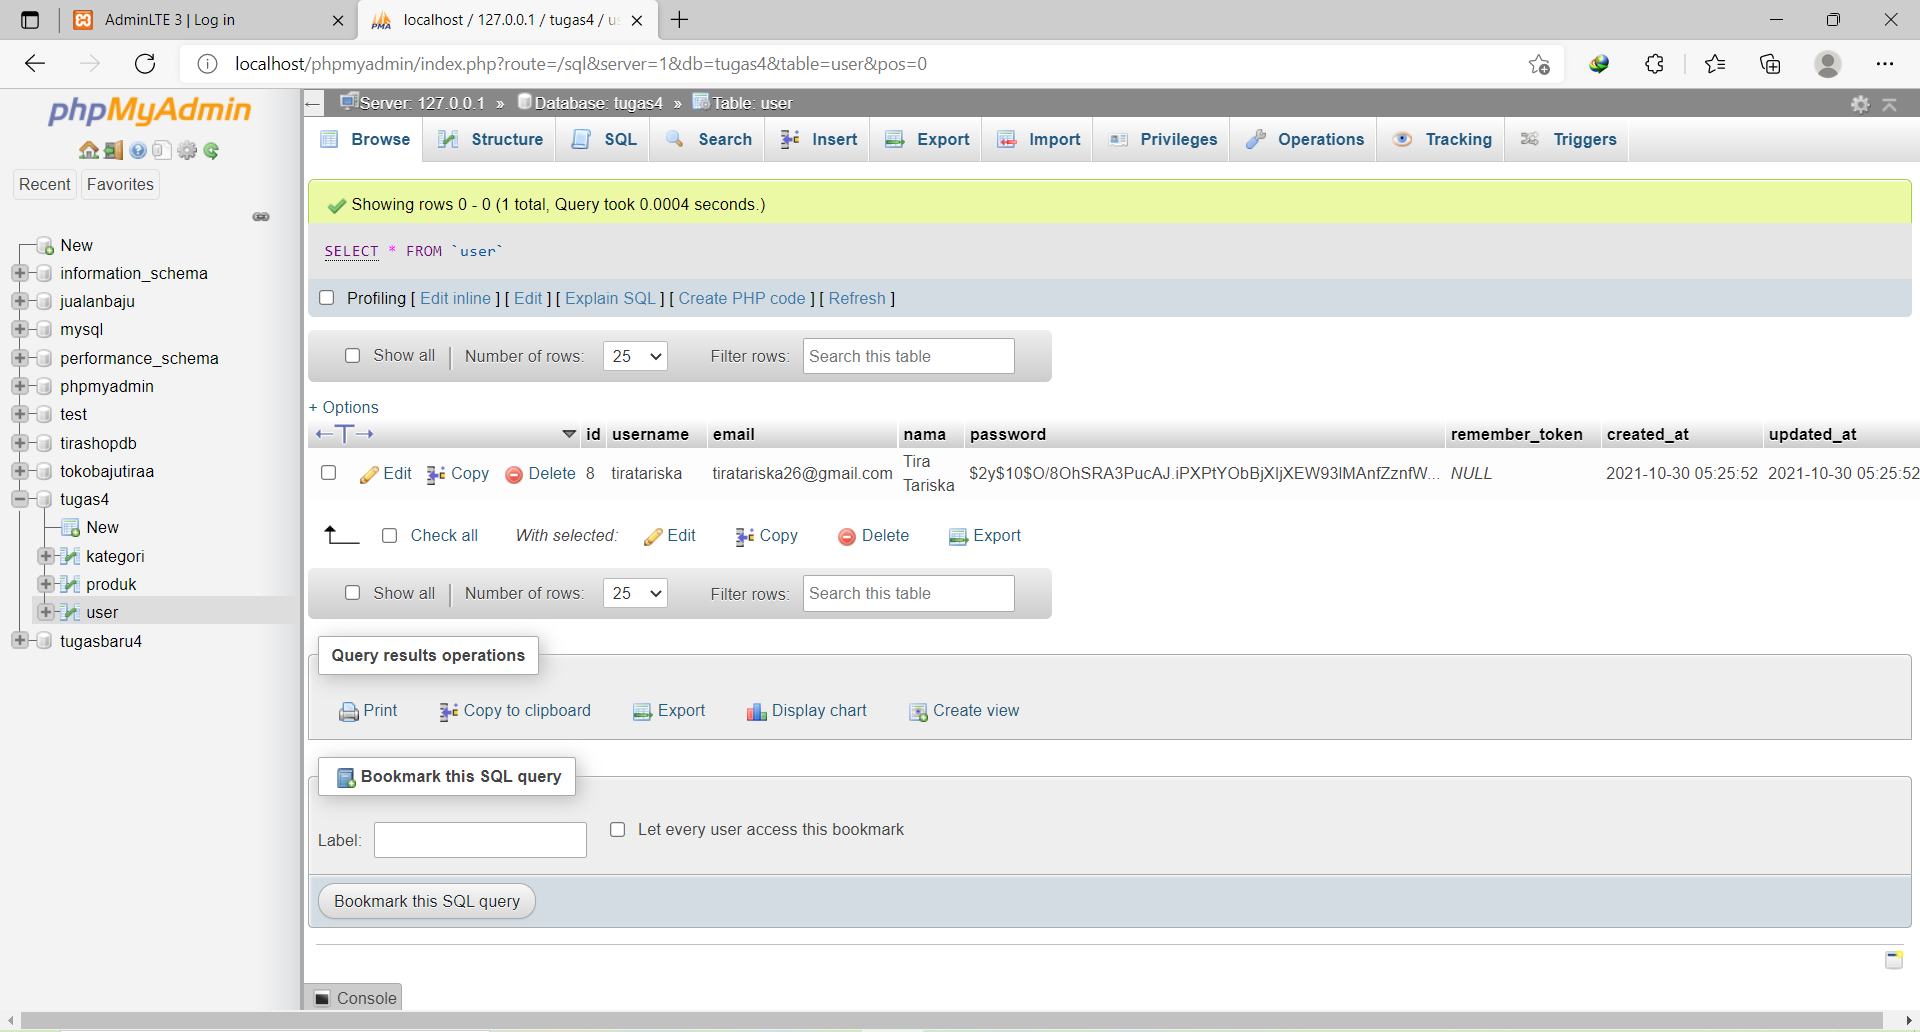 AdminLTE 3 | Log in
localhost / 127.0.0.1 / tugas4 / us
localhost/phpmyadmin/index.php?route=/sql&server=1&db=tugas4&table=user&pos=0
phpMyAdmin
Recent
Favorites
New
information_schema
jualanbaju
mysql
performance_schema
phpmyadmin
test
tirashopdb
tokobajutiraa
tugas4
New
kategori
produk
user
tugasbaru4
Server: 127.0.0.1 » Database: tugas4 » Table: user
Browse Structure SQL Search Insert Export Import Privileges Operations Tracking Triggers
Showing rows 0 - 0 (1 total, Query took 0.0004 seconds.)
SELECT * FROM `user`
Profiling [ Edit inline ] [ Edit ] [ Explain SQL ] [ Create PHP code ] [ Refresh ]
Show all | Number of rows: 25 Filter rows: Search this table
+ Options
id username email nama password remember_token created_at updated_at
Edit Copy Delete 8 tiratariska tiratariska26@gmail.com Tira Tariska $2y$10$O/8OhSRA3PucAJ.iPXPtYObBjXljXEW93lMAnfZznfW... NULL 2021-10-30 05:25:52 2021-10-30 05:25:52
Check all With selected: Edit Copy Delete Export
Show all | Number of rows: 25 Filter rows: Search this table
Query results operations
Print Copy to clipboard Export Display chart Create view
Bookmark this SQL query
Label: Let every user access this bookmark
Bookmark this SQL query
Console